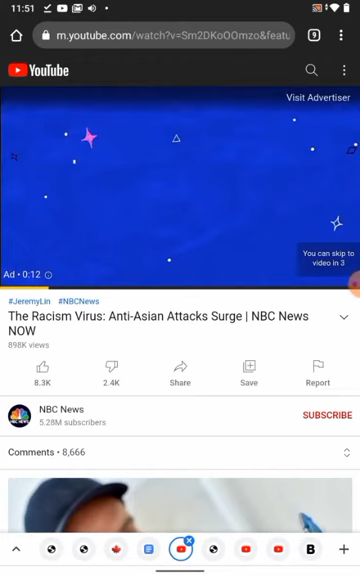 11:51
m.youtube.com/watch?v=Sm2DKoOOmzo&featu
9
YouTube
Visit Advertiser
You can skip to
video in 3
Ad • 0:12
#JeremyLin #NBCNews
The Racism Virus: Anti-Asian Attacks Surge | NBC News
NOW
898K views
8.3K
2.4K
Share
Save
Report
NBC NEWS
NBC News
5.28M subscribers
SUBSCRIBE
Comments • 8,666
B